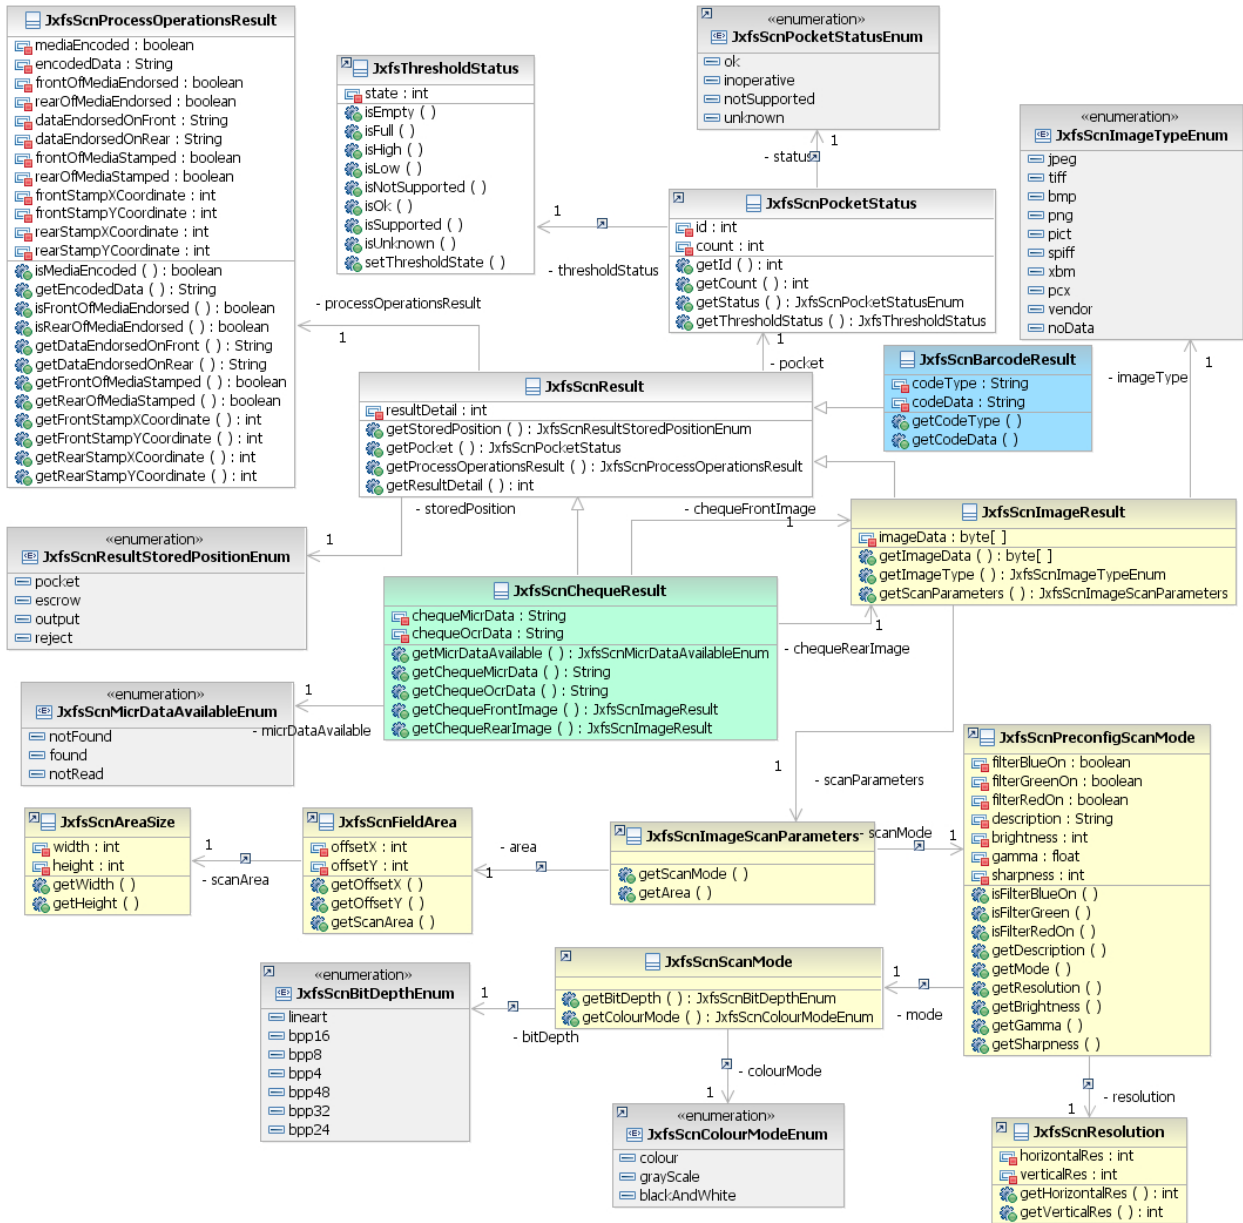 JxfsScnProcessOperationsResult
mediaEncoded : boolean
encodedData : String
frontOfMediaEndorsed : boolean
rearOfMediaEndorsed : boolean
dataEndorsedOnFront : String
dataEndorsedOnRear : String
frontOfMediaStamped : boolean
rearOfMediaStamped : boolean
frontStampXCoordinate : int
frontStampYCoordinate : int
rearStampXCoordinate : int
rearStampYCoordinate : int
isMediaEncoded ( ) : boolean
getEncodedData ( ) : String
isFrontOfMediaEndorsed ( ) : boolean
isRearOfMediaEndorsed ( ) : boolean
getDataEndorsedOnFront ( ) : String
getDataEndorsedOnRear ( ) : String
getFrontOfMediaStamped ( ) : boolean
getRearOfMediaStamped ( ) : boolean
getFrontStampXCoordinate ( ) : int
getFrontStampYCoordinate ( ) : int
getRearStampXCoordinate ( ) : int
getRearStampYCoordinate ( ) : int
JxfsThresholdStatus
state : int
isEmpty ( )
isFull ( )
isHigh ( )
isLow ( )
isNotSupported ( )
isOk ( )
isSupported ( )
isUnknown ( )
setThresholdState ( )
«enumeration»
JxfsScnPocketStatusEnum
ok
inoperative
notSupported
unknown
1
- status
JxfsScnPocketStatus
id : int
count : int
getId ( ) : int
getCount ( ) : int
getStatus ( ) : JxfsScnPocketStatusEnum
getThresholdStatus ( ) : JxfsThresholdStatus
1
- thresholdStatus
«enumeration»
JxfsScnImageTypeEnum
jpeg
tiff
bmp
png
pict
spiff
xbm
pcx
vendor
noData
1
- imageType
- processOperationsResult
1
1
- pocket
JxfsScnBarcodeResult
codeType : String
codeData : String
getCodeType ( )
getCodeData ( )
JxfsScnResult
resultDetail : int
getStoredPosition ( ) : JxfsScnResultStoredPositionEnum
getPocket ( ) : JxfsScnPocketStatus
getProcessOperationsResult ( ) : JxfsScnProcessOperationsResult
getResultDetail ( ) : int
- storedPosition
1
- chequeFrontImage
1
JxfsScnImageResult
imageData : byte[ ]
getImageData ( ) : byte[ ]
getImageType ( ) : JxfsScnImageTypeEnum
getScanParameters ( ) : JxfsScnImageScanParameters
«enumeration»
JxfsScnResultStoredPositionEnum
pocket
escrow
output
reject
JxfsScnChequeResult
chequeMicrData : String
chequeOcrData : String
getMicrDataAvailable ( ) : JxfsScnMicrDataAvailableEnum
getChequeMicrData ( ) : String
getChequeOcrData ( ) : String
getChequeFrontImage ( ) : JxfsScnImageResult
getChequeRearImage ( ) : JxfsScnImageResult
1
- chequeRearImage
«enumeration»
JxfsScnMicrDataAvailableEnum
notFound
found
notRead
1
- micrDataAvailable
1
- scanParameters
JxfsScnPreconfigScanMode
filterBlueOn : boolean
filterGreenOn : boolean
filterRedOn : boolean
description : String
brightness : int
gamma : float
sharpness : int
isFilterBlueOn ( )
isFilterGreen ( )
isFilterRedOn ( )
getDescription ( )
getMode ( )
getResolution ( )
getBrightness ( )
getGamma ( )
getSharpness ( )
JxfsScnAreaSize
width : int
height : int
getWidth ( )
getHeight ( )
1
- scanArea
JxfsScnFieldArea
offsetX : int
offsetY : int
getOffsetX ( )
getOffsetY ( )
getScanArea ( )
- area
1
JxfsScnImageScanParameters
getScanMode ( )
getArea ( )
- scanMode
1
«enumeration»
JxfsScnBitDepthEnum
lineart
bpp16
bpp8
bpp4
bpp48
bpp32
bpp24
1
- bitDepth
JxfsScnScanMode
getBitDepth ( ) : JxfsScnBitDepthEnum
getColourMode ( ) : JxfsScnColourModeEnum
1
- mode
- colourMode
1
«enumeration»
JxfsScnColourModeEnum
colour
grayScale
blackAndWhite
- resolution
1
JxfsScnResolution
horizontalRes : int
verticalRes : int
getHorizontalRes ( ) : int
getVerticalRes ( ) : int